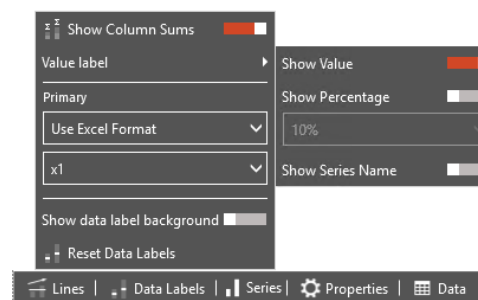 Show Column Sums
Value label
Primary
Use Excel Format
x1
Show data label background
Reset Data Labels
Show Value
Show Percentage
10%
Show Series Name
Lines | Data Labels | Series | Properties | Data